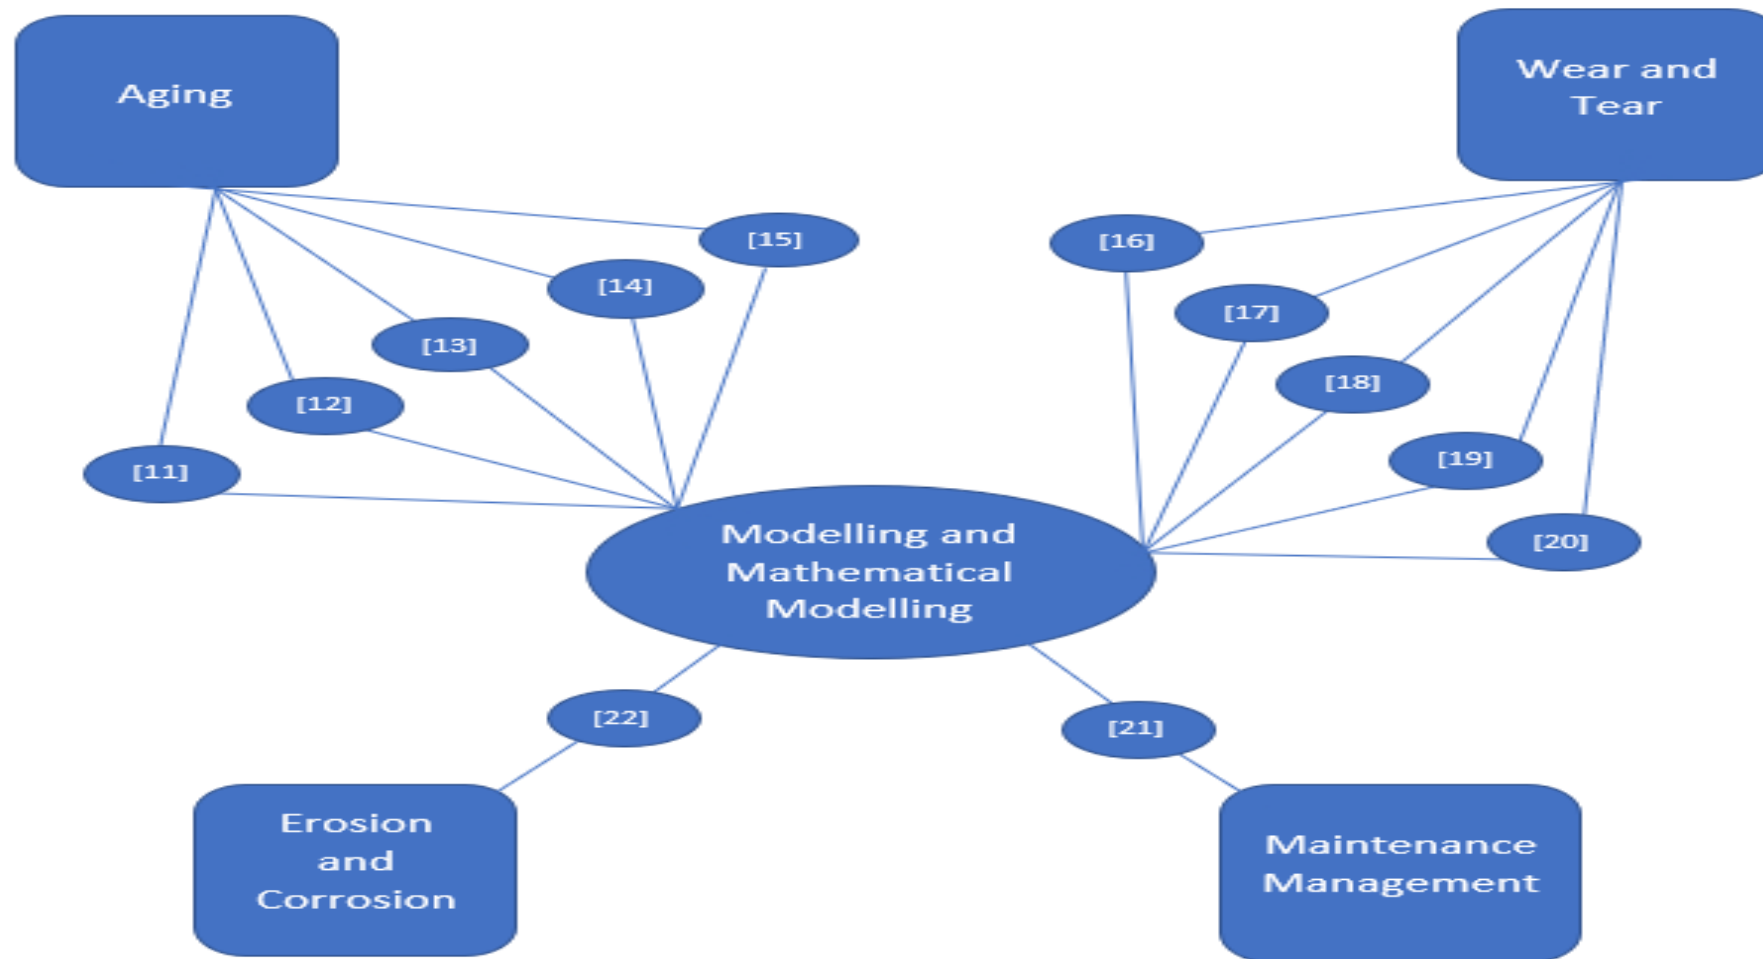 Aging
Wear and
Tear
[15]
[16]
[14]
[17]
[13]
[18]
[12]
[19]
[11]
[20]
Modelling and
Mathematical
Modelling
[22]
[21]
Erosion
and
Corrosion
Maintenance
Management